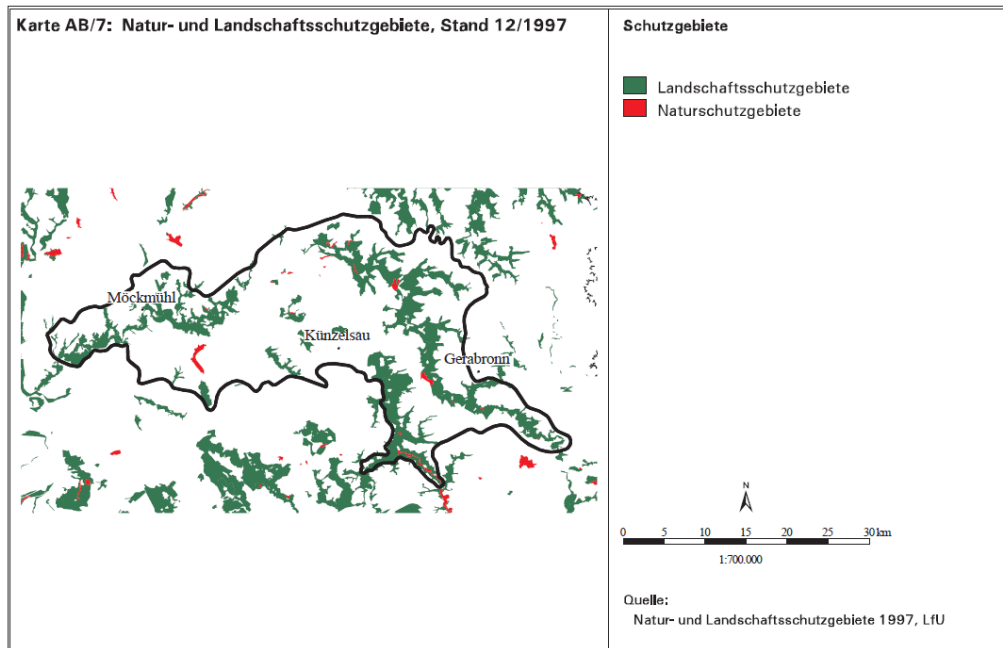 Karte AB/7: Natur- und Landschaftsschutzgebiete, Stand 12/1997
Schutzgebiete
Landschaftsschutzgebiete
Naturschutzgebiete
Möckmühl
Künzelsau
Gerabronn
N
0 5 10 15 20 25 30 km
1:700.000
Quelle:
Natur- und Landschaftschutzgebiete 1997, LfU